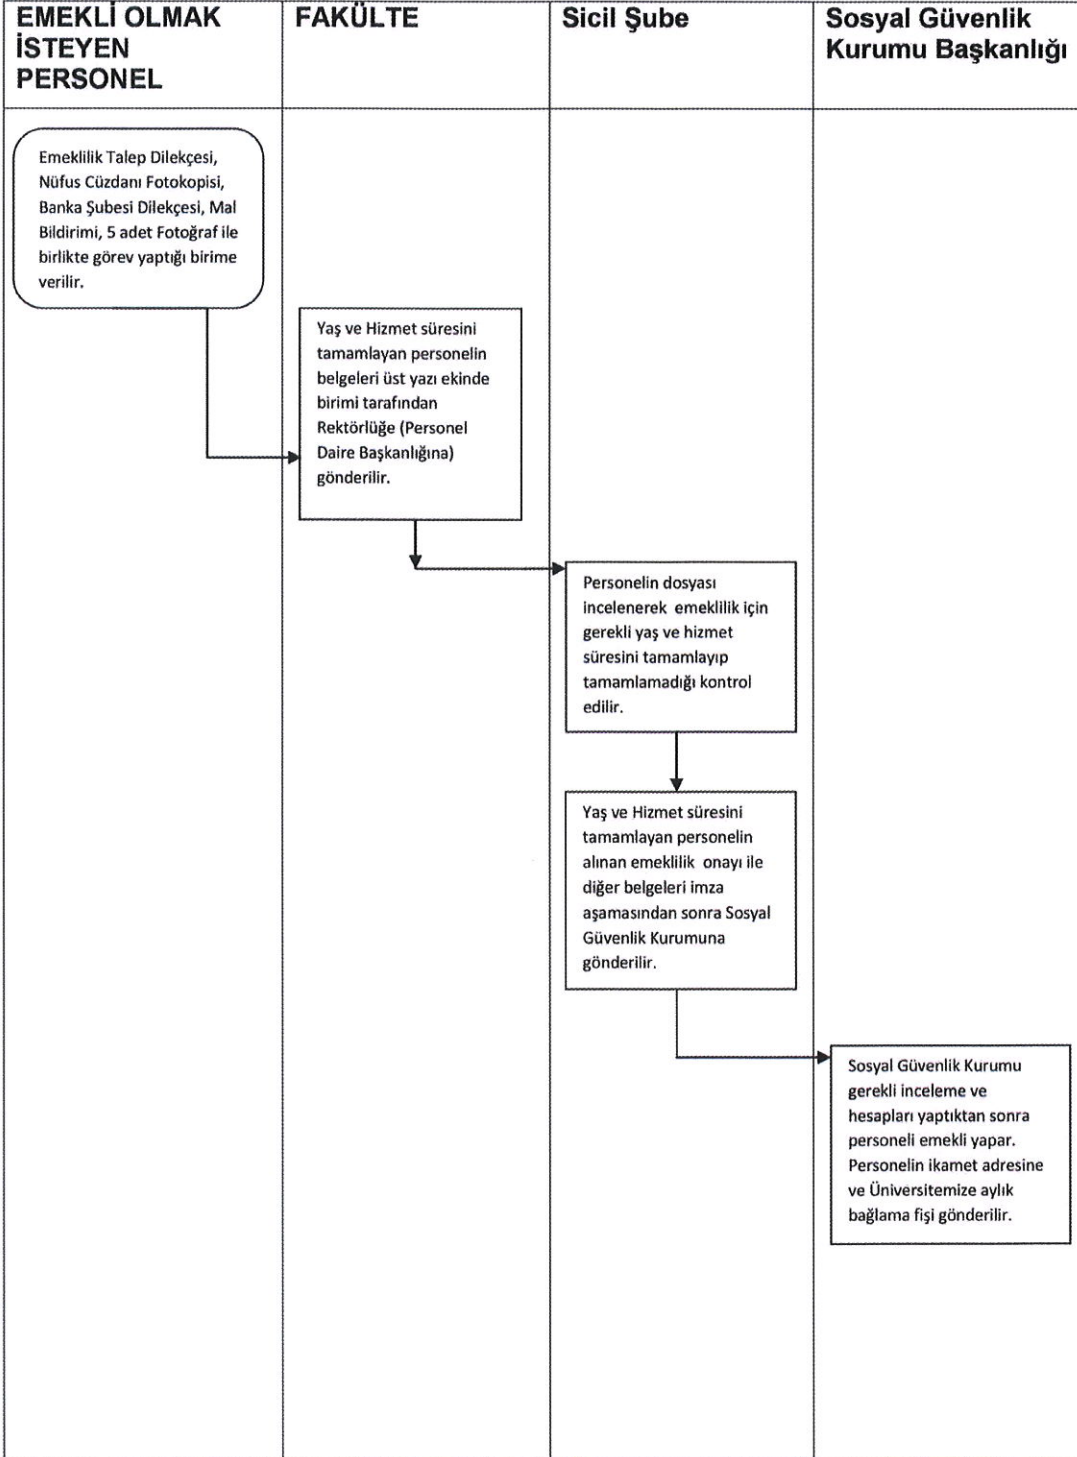 EMEKLİ OLMAK
İSTEYEN
PERSONEL
FAKÜLTE
Sicil Şube
Sosyal Güvenlik
Kurumu Başkanlığı
Emeklilik Talep Dilekçesi,
Nüfus Cüzdanı Fotokopisi,
Banka Şubesi Dilekçesi, Mal
Bildirimi, 5 adet Fotoğraf ile
birlikte görev yaptığı birime
verilir.
Yaş ve Hizmet süresini
tamamlayan personelin
belgeleri üst yazı ekinde
birimi tarafından
Rektörlüğe (Personel
Daire Başkanlığına)
gönderilir.
Personelin dosyası
incelenerek emeklilik için
gerekli yaş ve hizmet
süresini tamamlayıp
tamamlamadığı kontrol
edilir.
Yaş ve Hizmet süresini
tamamlayan personelin
alınan emeklilik onayı ile
diğer belgeleri imza
aşamasından sonra Sosyal
Güvenlik Kurumuna
gönderilir.
Sosyal Güvenlik Kurumu
gerekli inceleme ve
hesapları yaptıktan sonra
personeli emekli yapar.
Personelin ikamet adresine
ve Üniversitemize aylık
bağlama fişi gönderilir.